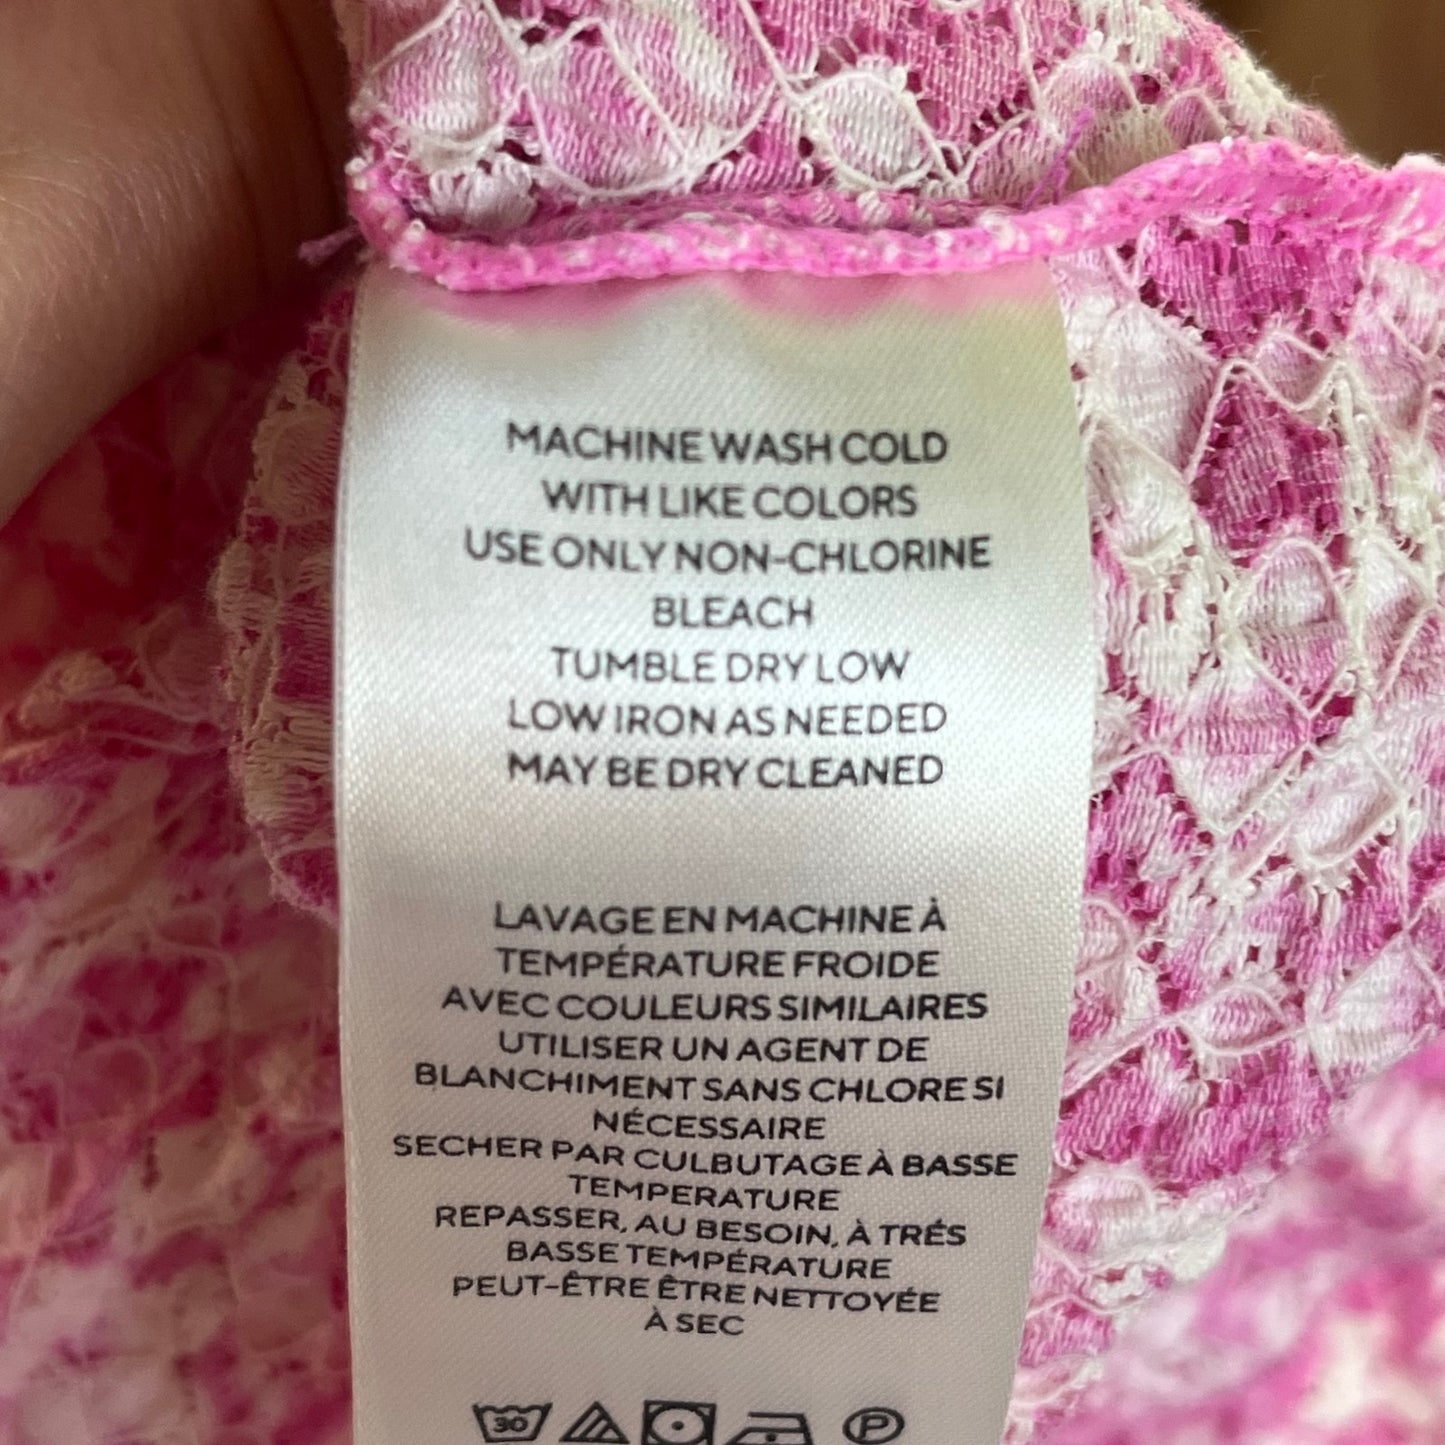 MACHINE WASH COLD
WITH LIKE COLORS
USE ONLY NON-CHLORINE
BLEACH
TUMBLE DRY LOW
LOW IRON AS NEEDED
MAY BE DRY CLEANED
LAVAGE EN MACHINE À
TEMPÉRATURE FROIDE
AVEC COULEURS SIMILAIRES
UTILISER UN AGENT DE
BLANCHIMENT SANS CHLORE SI
NÉCESSAIRE
SECHER PAR CULBUTAGE À BASSE
TEMPERATURE
REPASSER, AU BESOIN, À TRÉS
BASSE TEMPÉRATURE
PEUT-ÊTRE ÊTRE NETTOYÉE
À SEC
30 P